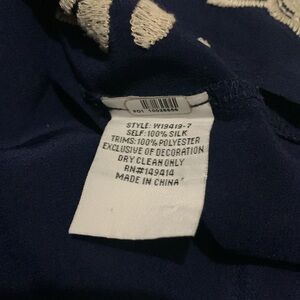 STYLE: W19419-7
SELF: 100% SILK
TRIMS: 100% POLYESTER
EXCLUSIVE OF DECORATION
DRY CLEAN ONLY
RN#149414
MADE IN CHINA